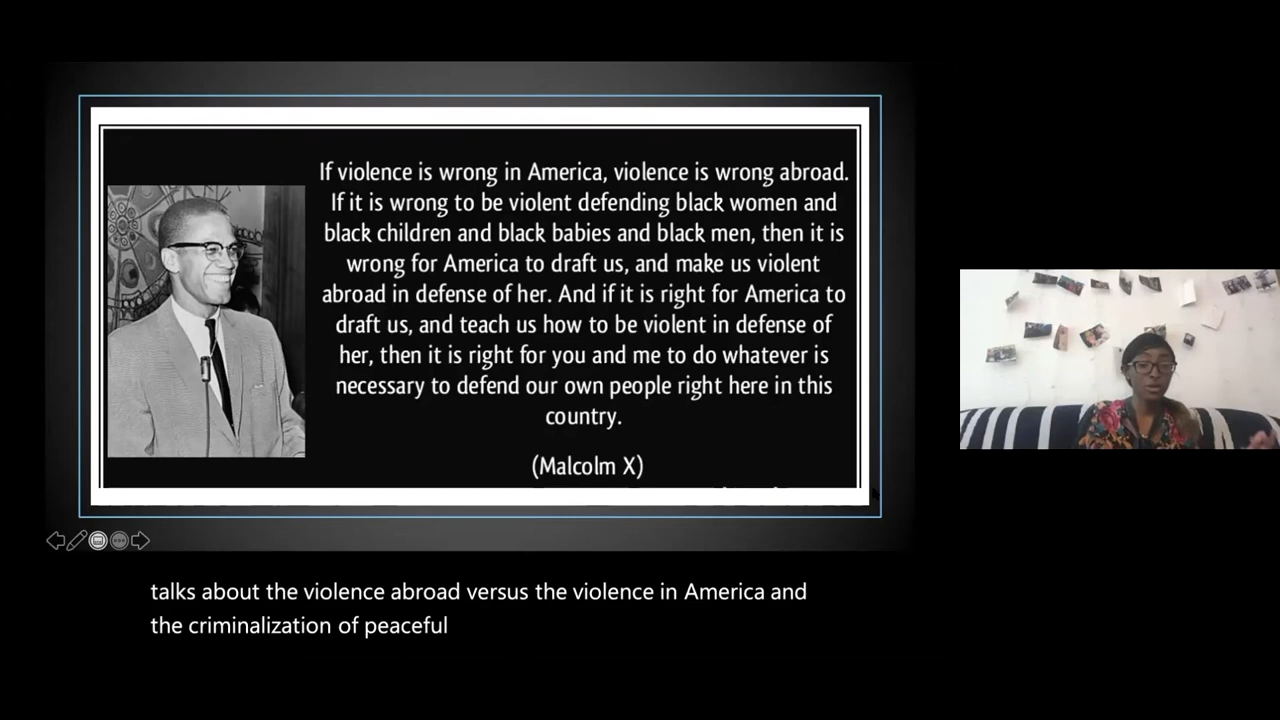 If violence is wrong in America, violence is wrong abroad.
If it is wrong to be violent defending black women and
black children and black babies and black men, then it is
wrong for America to draft us, and make us violent
abroad in defense of her. And if it is right for America to
draft us, and teach us how to be violent in defense of
her, then it is right for you and me to do whatever is
necessary to defend our own people right here in this
country.
(Malcolm X)
talks about the violence abroad versus the violence in America and
the criminalization of peaceful